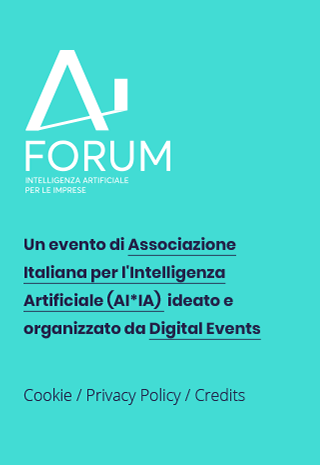 AI
FORUM
INTELLIGENZA ARTIFICIALE
PER LE IMPRESE
Un evento di Associazione
Italiana per l'Intelligenza
Artificiale (AI*IA) ideato e
organizzato da Digital Events
Cookie / Privacy Policy / Credits